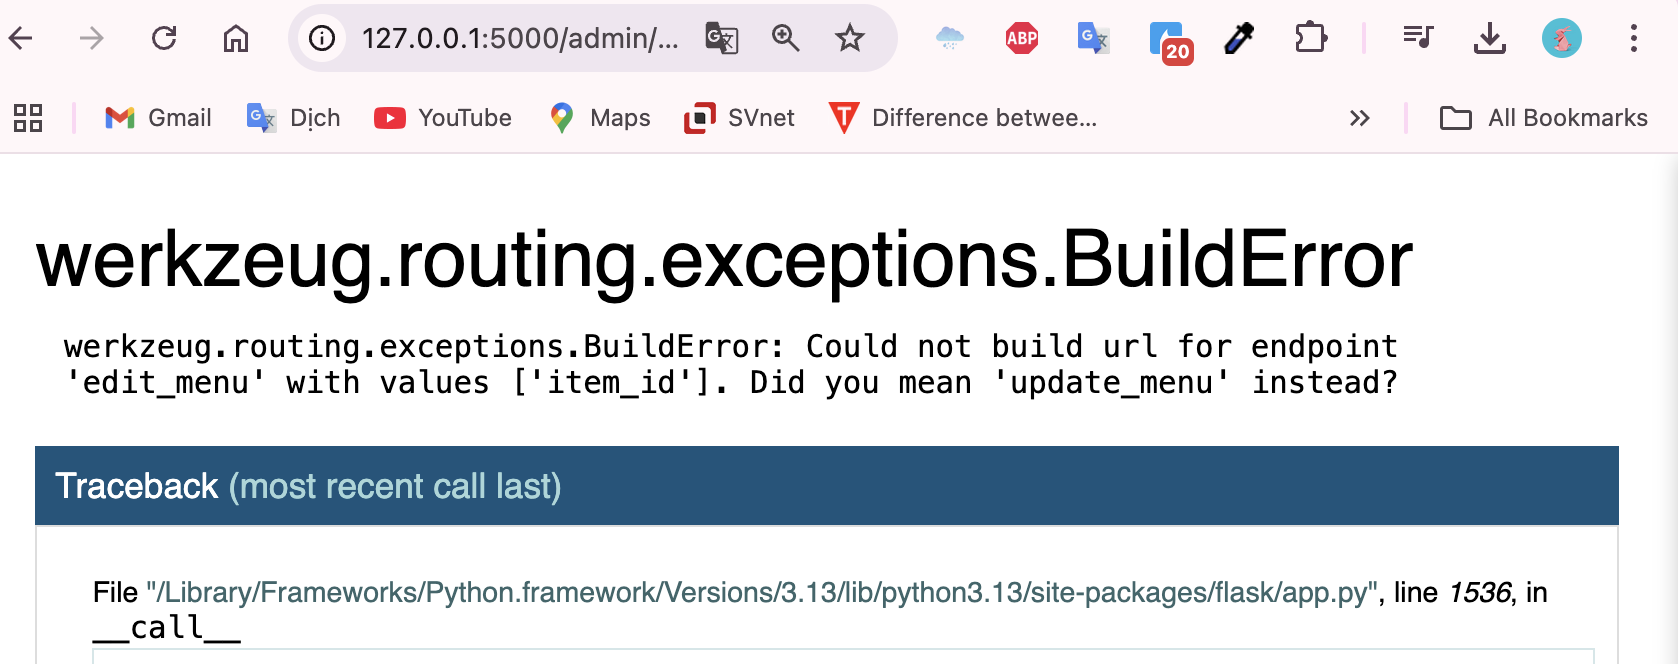 127.0.0.1:5000/admin/...
ABP
G
20
Gmail
Dịch
YouTube
Maps
SVnet
T
Difference betwee...
»
All Bookmarks
werkzeug.routing.exceptions.BuildError
werkzeug.routing.exceptions.BuildError: Could not build url for endpoint
'edit_menu' with values ['item_id']. Did you mean 'update_menu' instead?
Traceback (most recent call last)
File "/Library/Frameworks/Python.framework/Versions/3.13/lib/python3.13/site-packages/flask/app.py", line 1536, in
__call__